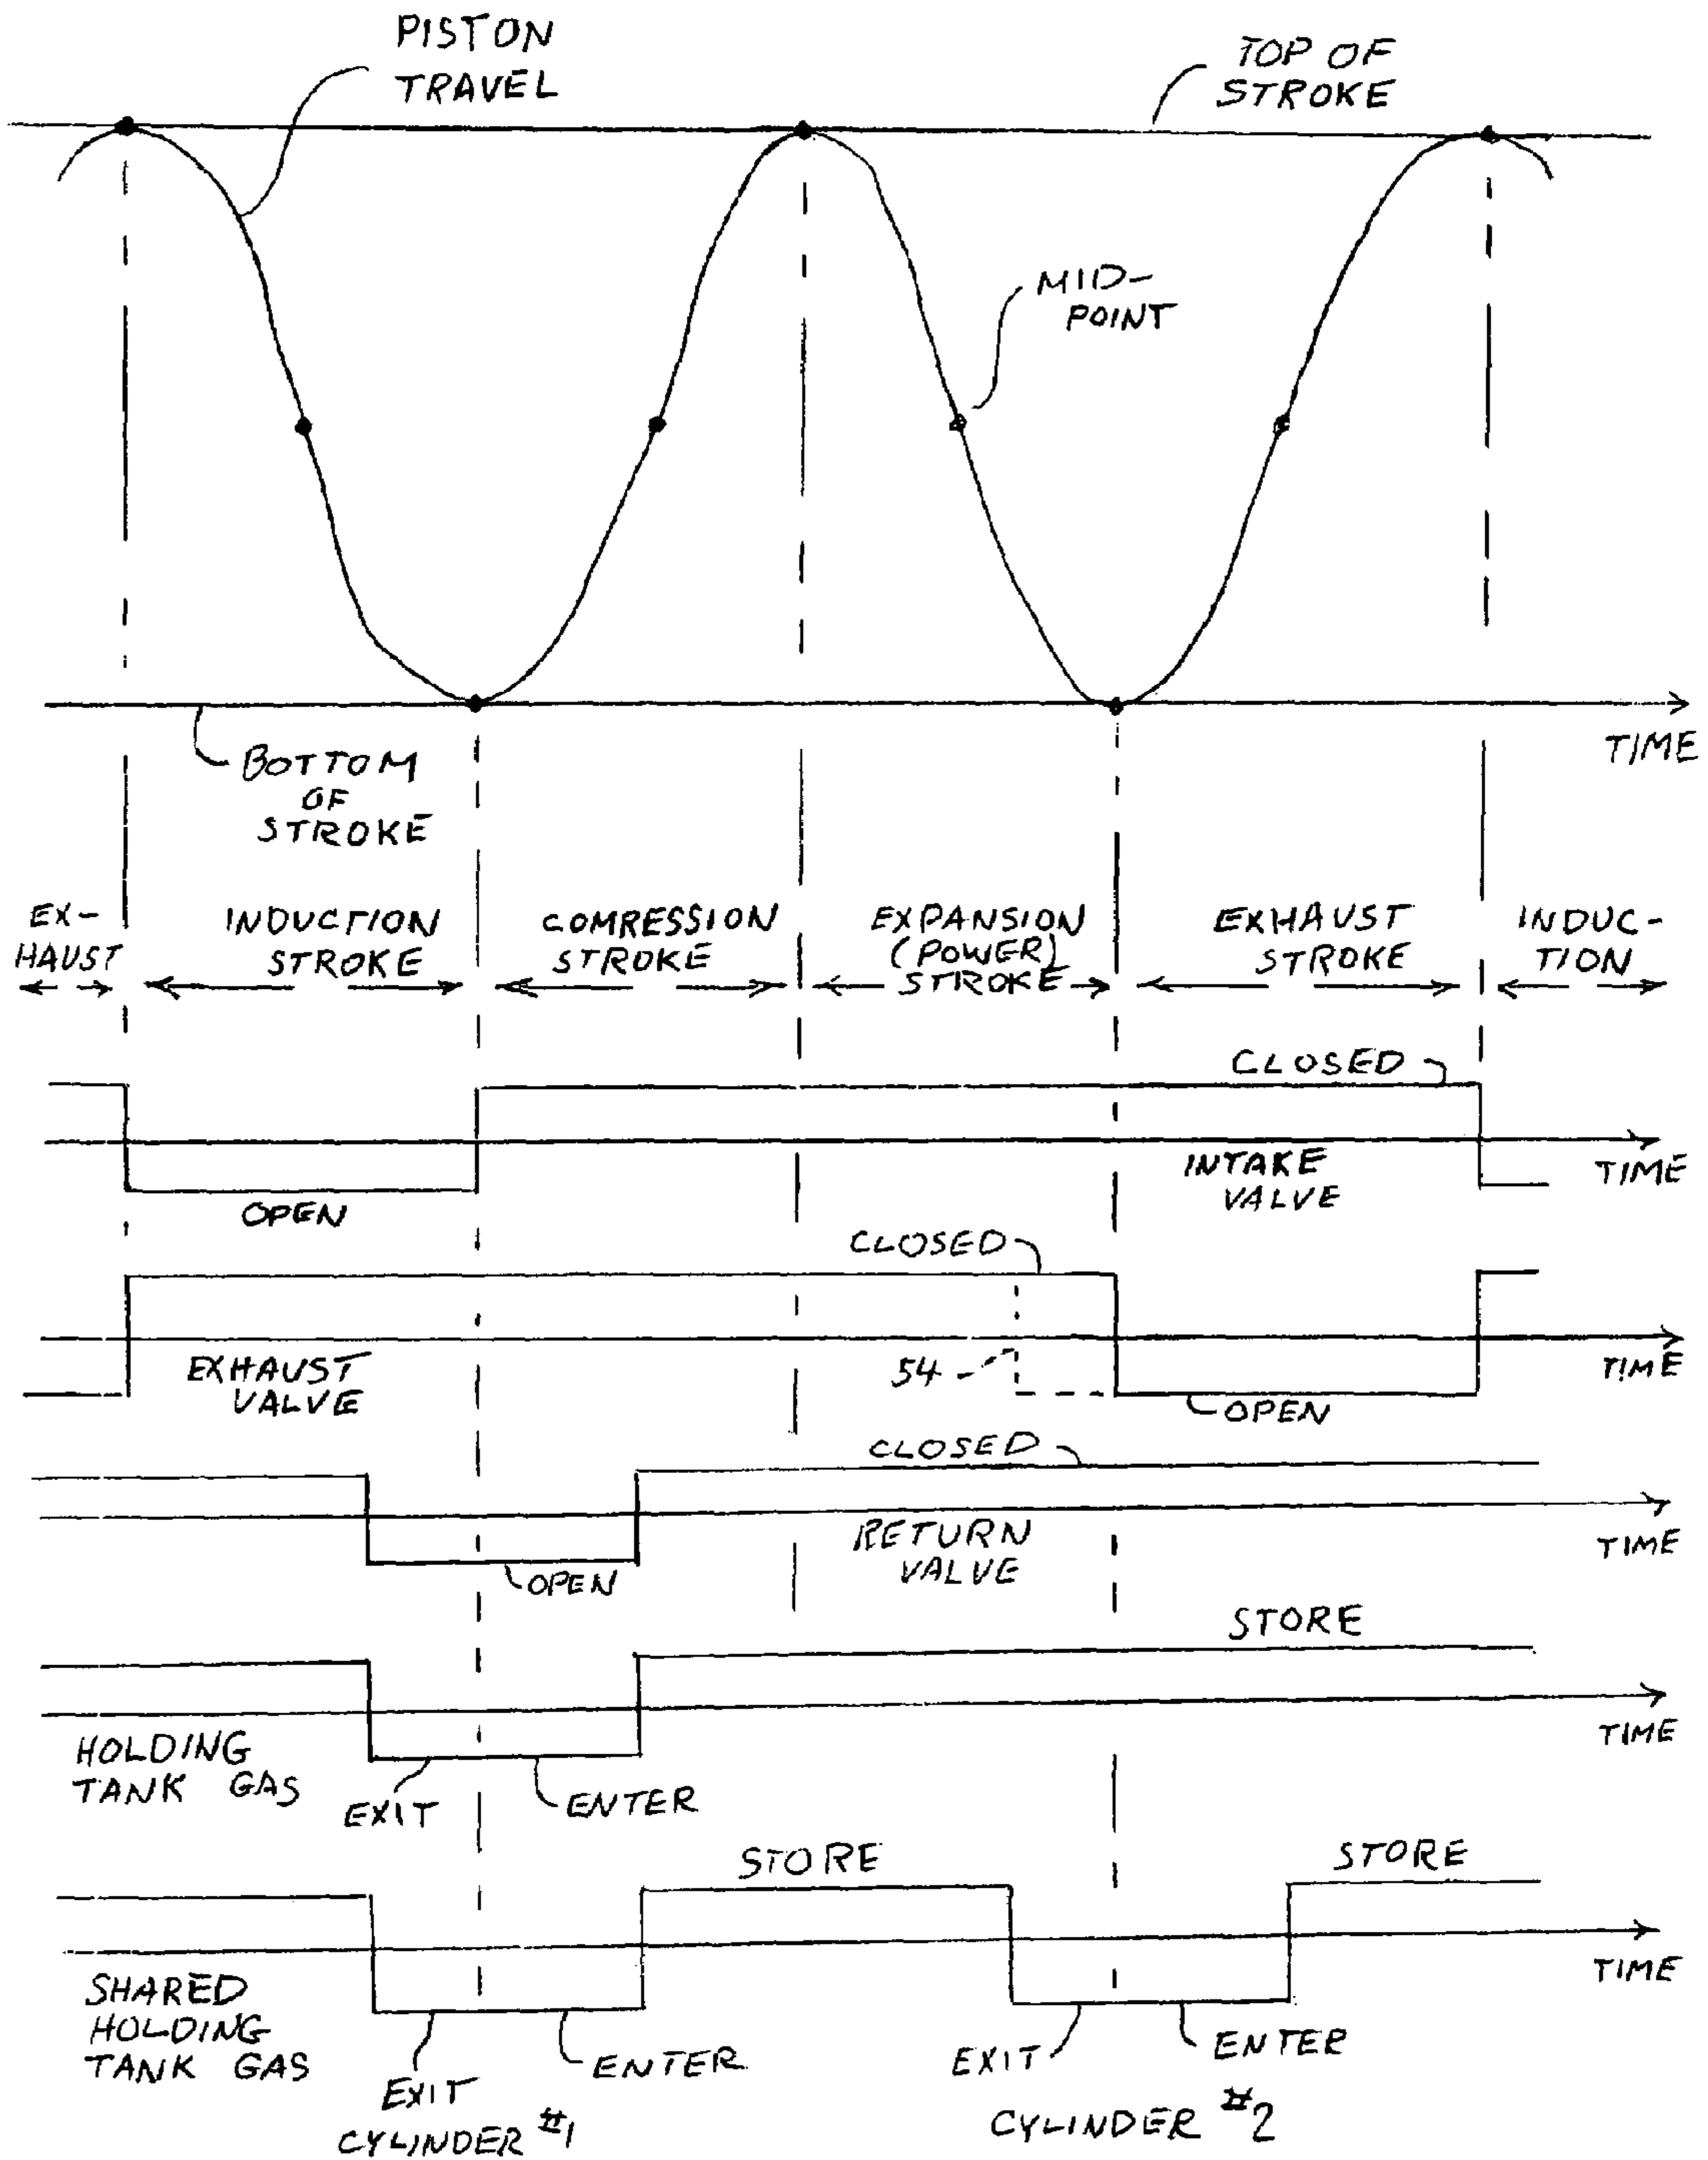 PISTON
TRAVEL
TOP OF
STROKE
MID-
POINT
TIME
BOTTOM
OF
STROKE
EX-
HAUST
INDUCTION
STROKE
COMRESSION
STROKE
EXPANSION
(POWER)
STROKE
EXHAUST
STROKE
INDUC-
TION
CLOSED
OPEN
INTAKE
VALVE
TIME
CLOSED
EXHAUST
VALVE
54
OPEN
TIME
CLOSED
OPEN
RETURN
VALVE
TIME
STORE
HOLDING
TANK GAS
EXIT
ENTER
TIME
STORE
STORE
SHARED
HOLDING
TANK GAS
EXIT
ENTER
CYLINDER #1
EXIT
ENTER
CYLINDER #2
TIME